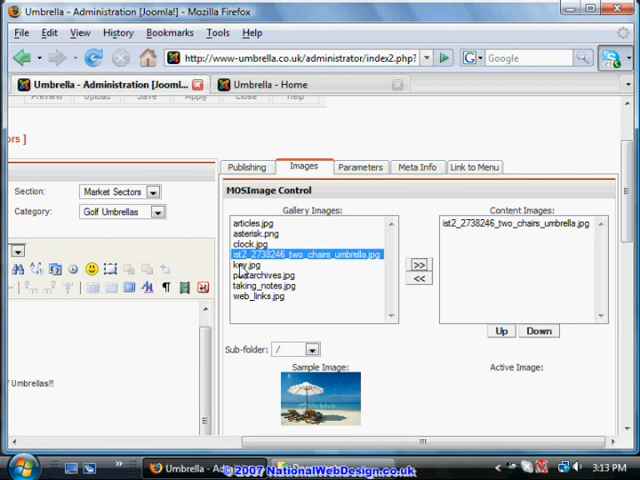 Umbrella - Administration [Joomla!] - Mozilla Firefox
File Edit View History Bookmarks Tools Help
http://www-umbrella.co.uk/administrator/index2.php?
Umbrella - Administration [Jooml...
Umbrella - Home
Preview Upload Save Apply Close Help
ors ]
Publishing Images Parameters Meta Info Link to Menu
Section: Market Sectors
Category: Golf Umbrellas
MOSImage Control
Gallery Images:
articles.jpg
asterisk.png
clock.jpg
ist2_2738246_two_chairs_umbrella.jpg
key.jpg
taking_notes.jpg
web_links.jpg
>>
<<
Content Images:
ist2_2738246_two_chairs_umbrella.jpg
Up Down
Sub-folder: /
Sample Image:
Active Image:
f Umbrellas!!!
Umbrella - Ad
© 2007 NationalWebDesign.co.uk
3:13 PM